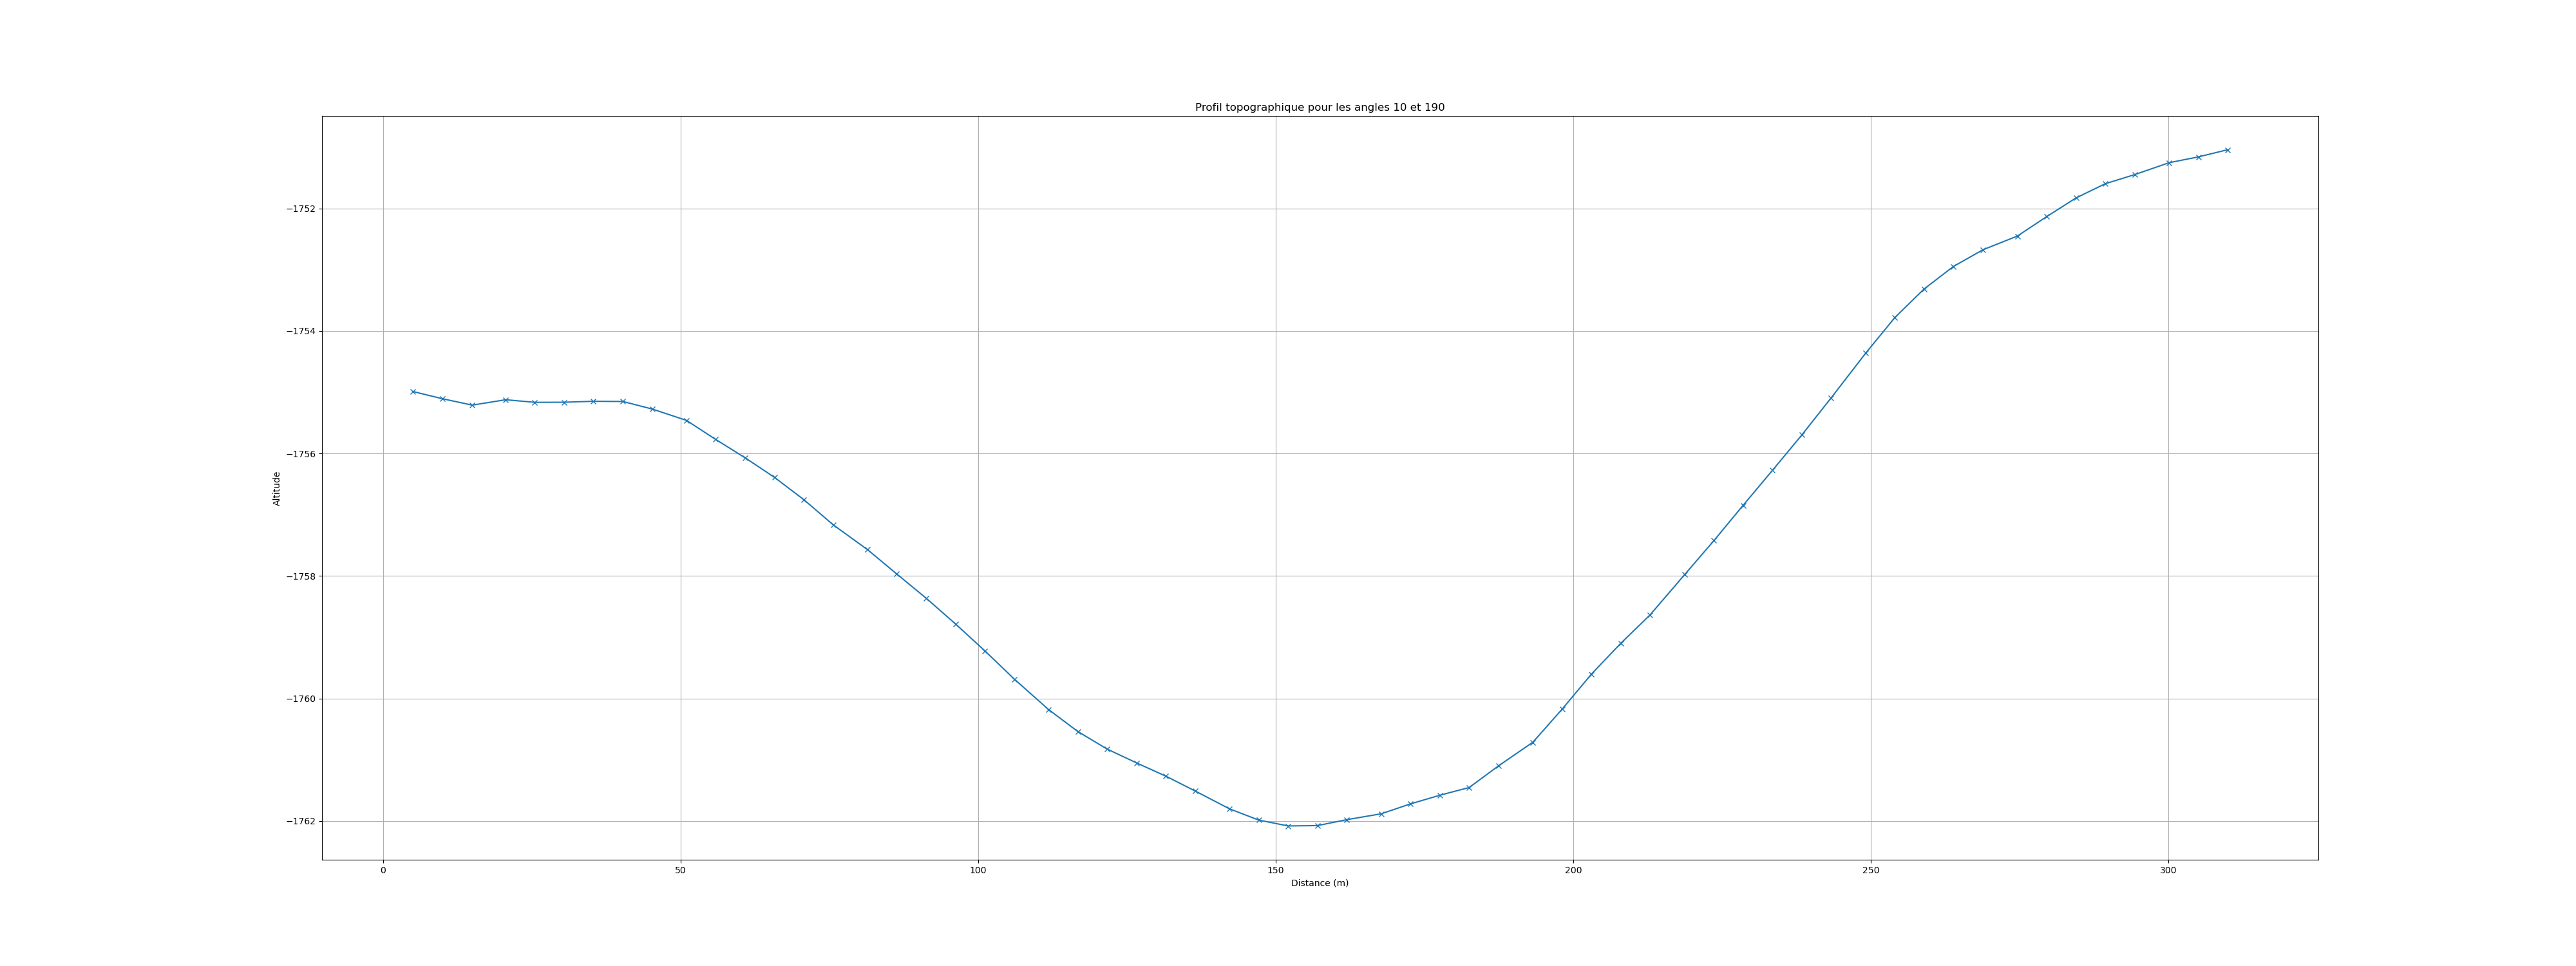 Profil topographique pour les angles 10 et 190
−1752
−1754
−1756
−1758
−1760
−1762
Altitude
0 50 100 150 200 250 300
Distance (m)